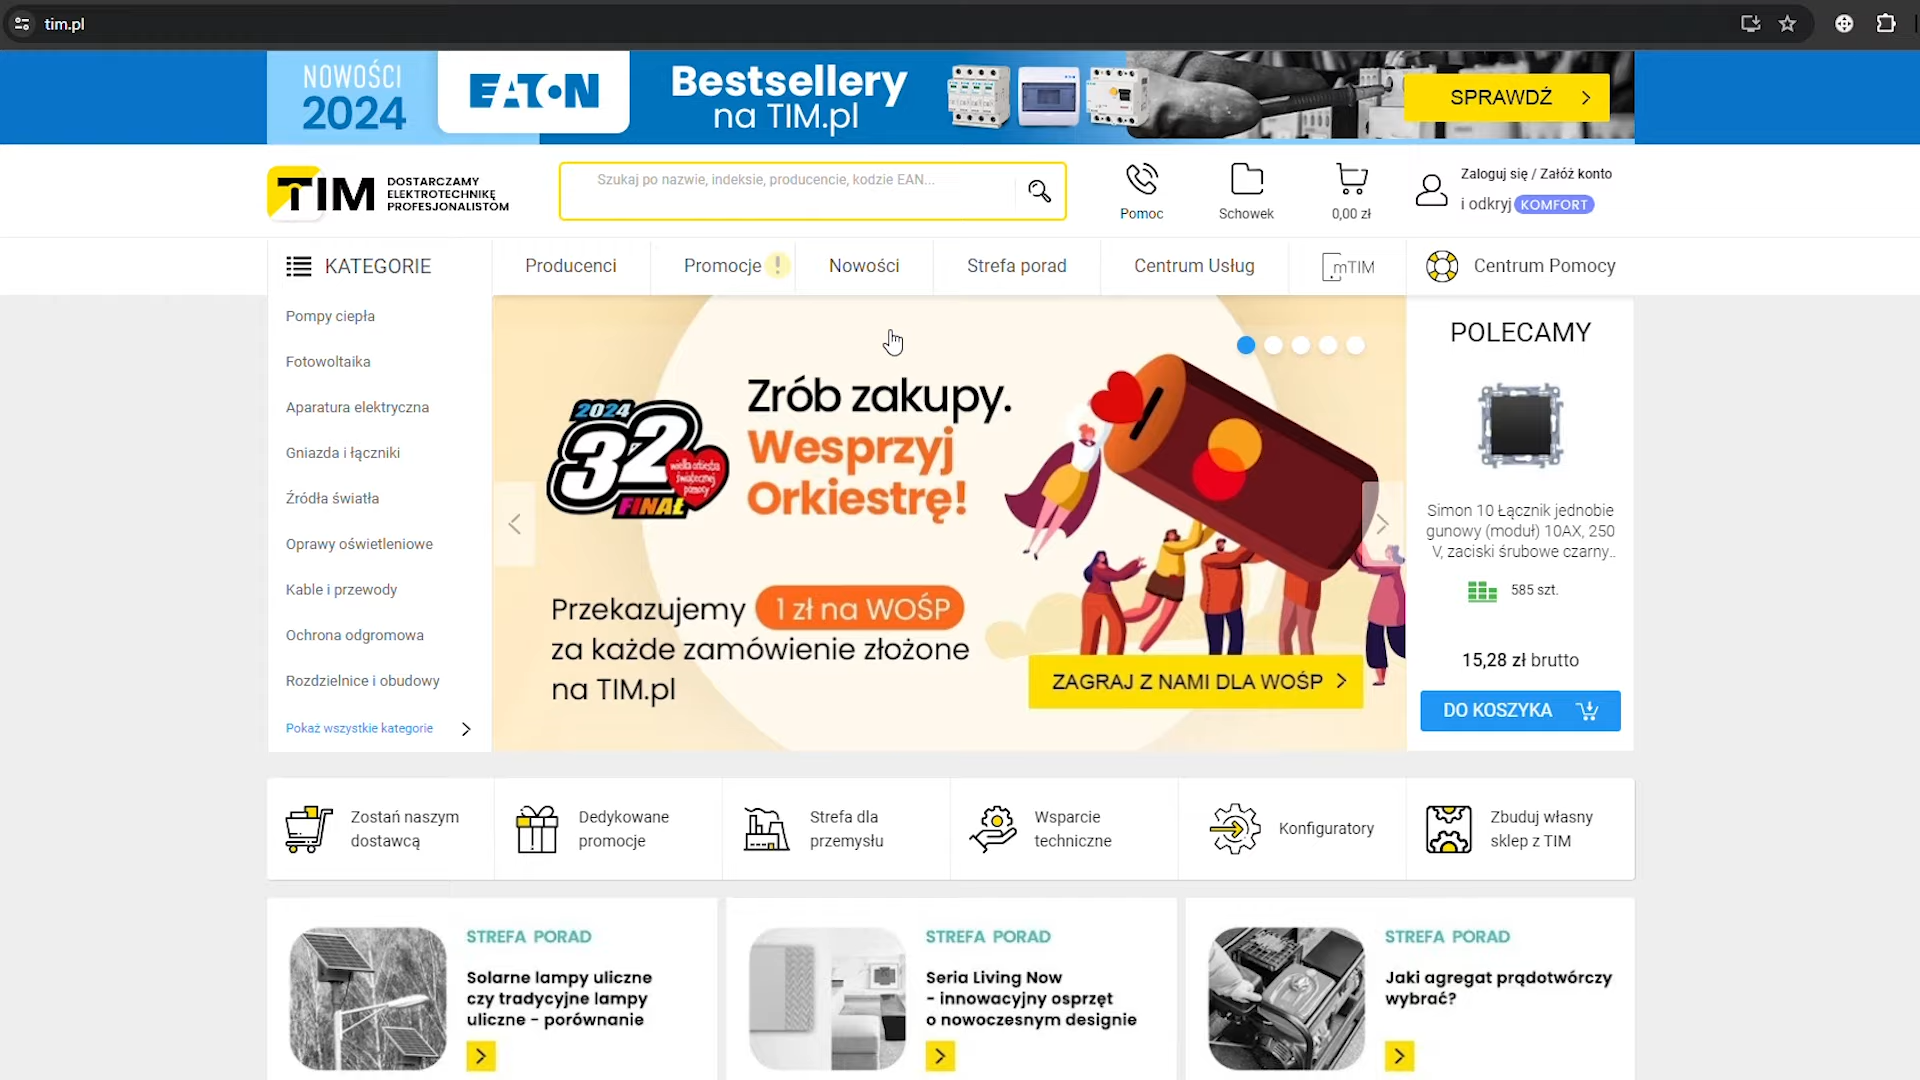 tim.pl
NOWOŚCI
2024
EATON
Bestsellery
na TIM.pl
SPRAWDŹ
TIM
DOSTARCZAMY
ELEKTROTECHNIKĘ
PROFESJONALISTOM
Szukaj po nazwie, indeksie, producencie, kodzie EAN...
Pomoc
Schowek
0,00 zł
Zaloguj się / Załóż konto
i odkryj KOMFORT
KATEGORIE
Producenci
Promocje !
Nowości
Strefa porad
Centrum Usług
mTIM
Centrum Pomocy
Pompy ciepła
Fotowoltaika
Aparatura elektryczna
Gniazda i łączniki
Źródła światła
Oprawy oświetleniowe
Kable i przewody
Ochrona odgromowa
Rozdzielnice i obudowy
Pokaż wszystkie kategorie
2024
32
wielka orkiestra
świątecznej
pomocy
FINAŁ
Zrób zakupy.
Wesprzyj
Orkiestrę!
Przekazujemy 1 zł na WOŚP
za każde zamówienie złożone
na TIM.pl
ZAGRAJ Z NAMI DLA WOŚP
POLECAMY
Simon 10 Łącznik jednobie
gunowy (moduł) 10AX, 250
V, zaciski śrubowe czarny..
585 szt.
15,28 zł brutto
DO KOSZYKA
Zostań naszym
dostawcą
Dedykowane
promocje
Strefa dla
przemysłu
Wsparcie
techniczne
Konfiguratory
Zbuduj własny
sklep z TIM
STREFA PORAD
Solarne lampy uliczne
czy tradycyjne lampy
uliczne - porównanie
STREFA PORAD
Seria Living Now
- innowacyjny osprzęt
o nowoczesnym designie
STREFA PORAD
Jaki agregat prądotwórczy
wybrać?